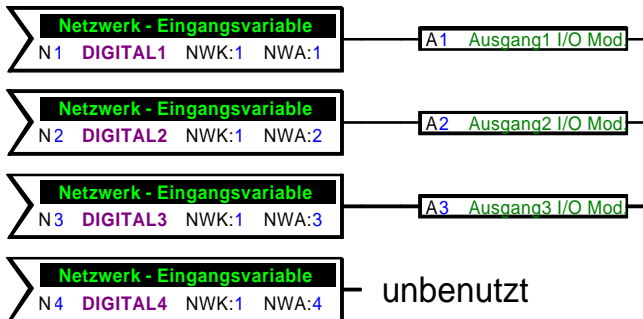 Netzwerk - Eingangsvariable
N1 DIGITAL1 NWK:1 NWA:1 A1 Ausgang1 I/O Mod.
Netzwerk - Eingangsvariable
N2 DIGITAL2 NWK:1 NWA:2 A2 Ausgang2 I/O Mod.
Netzwerk - Eingangsvariable
N3 DIGITAL3 NWK:1 NWA:3 A3 Ausgang3 I/O Mod.
Netzwerk - Eingangsvariable
N4 DIGITAL4 NWK:1 NWA:4 unbenutzt